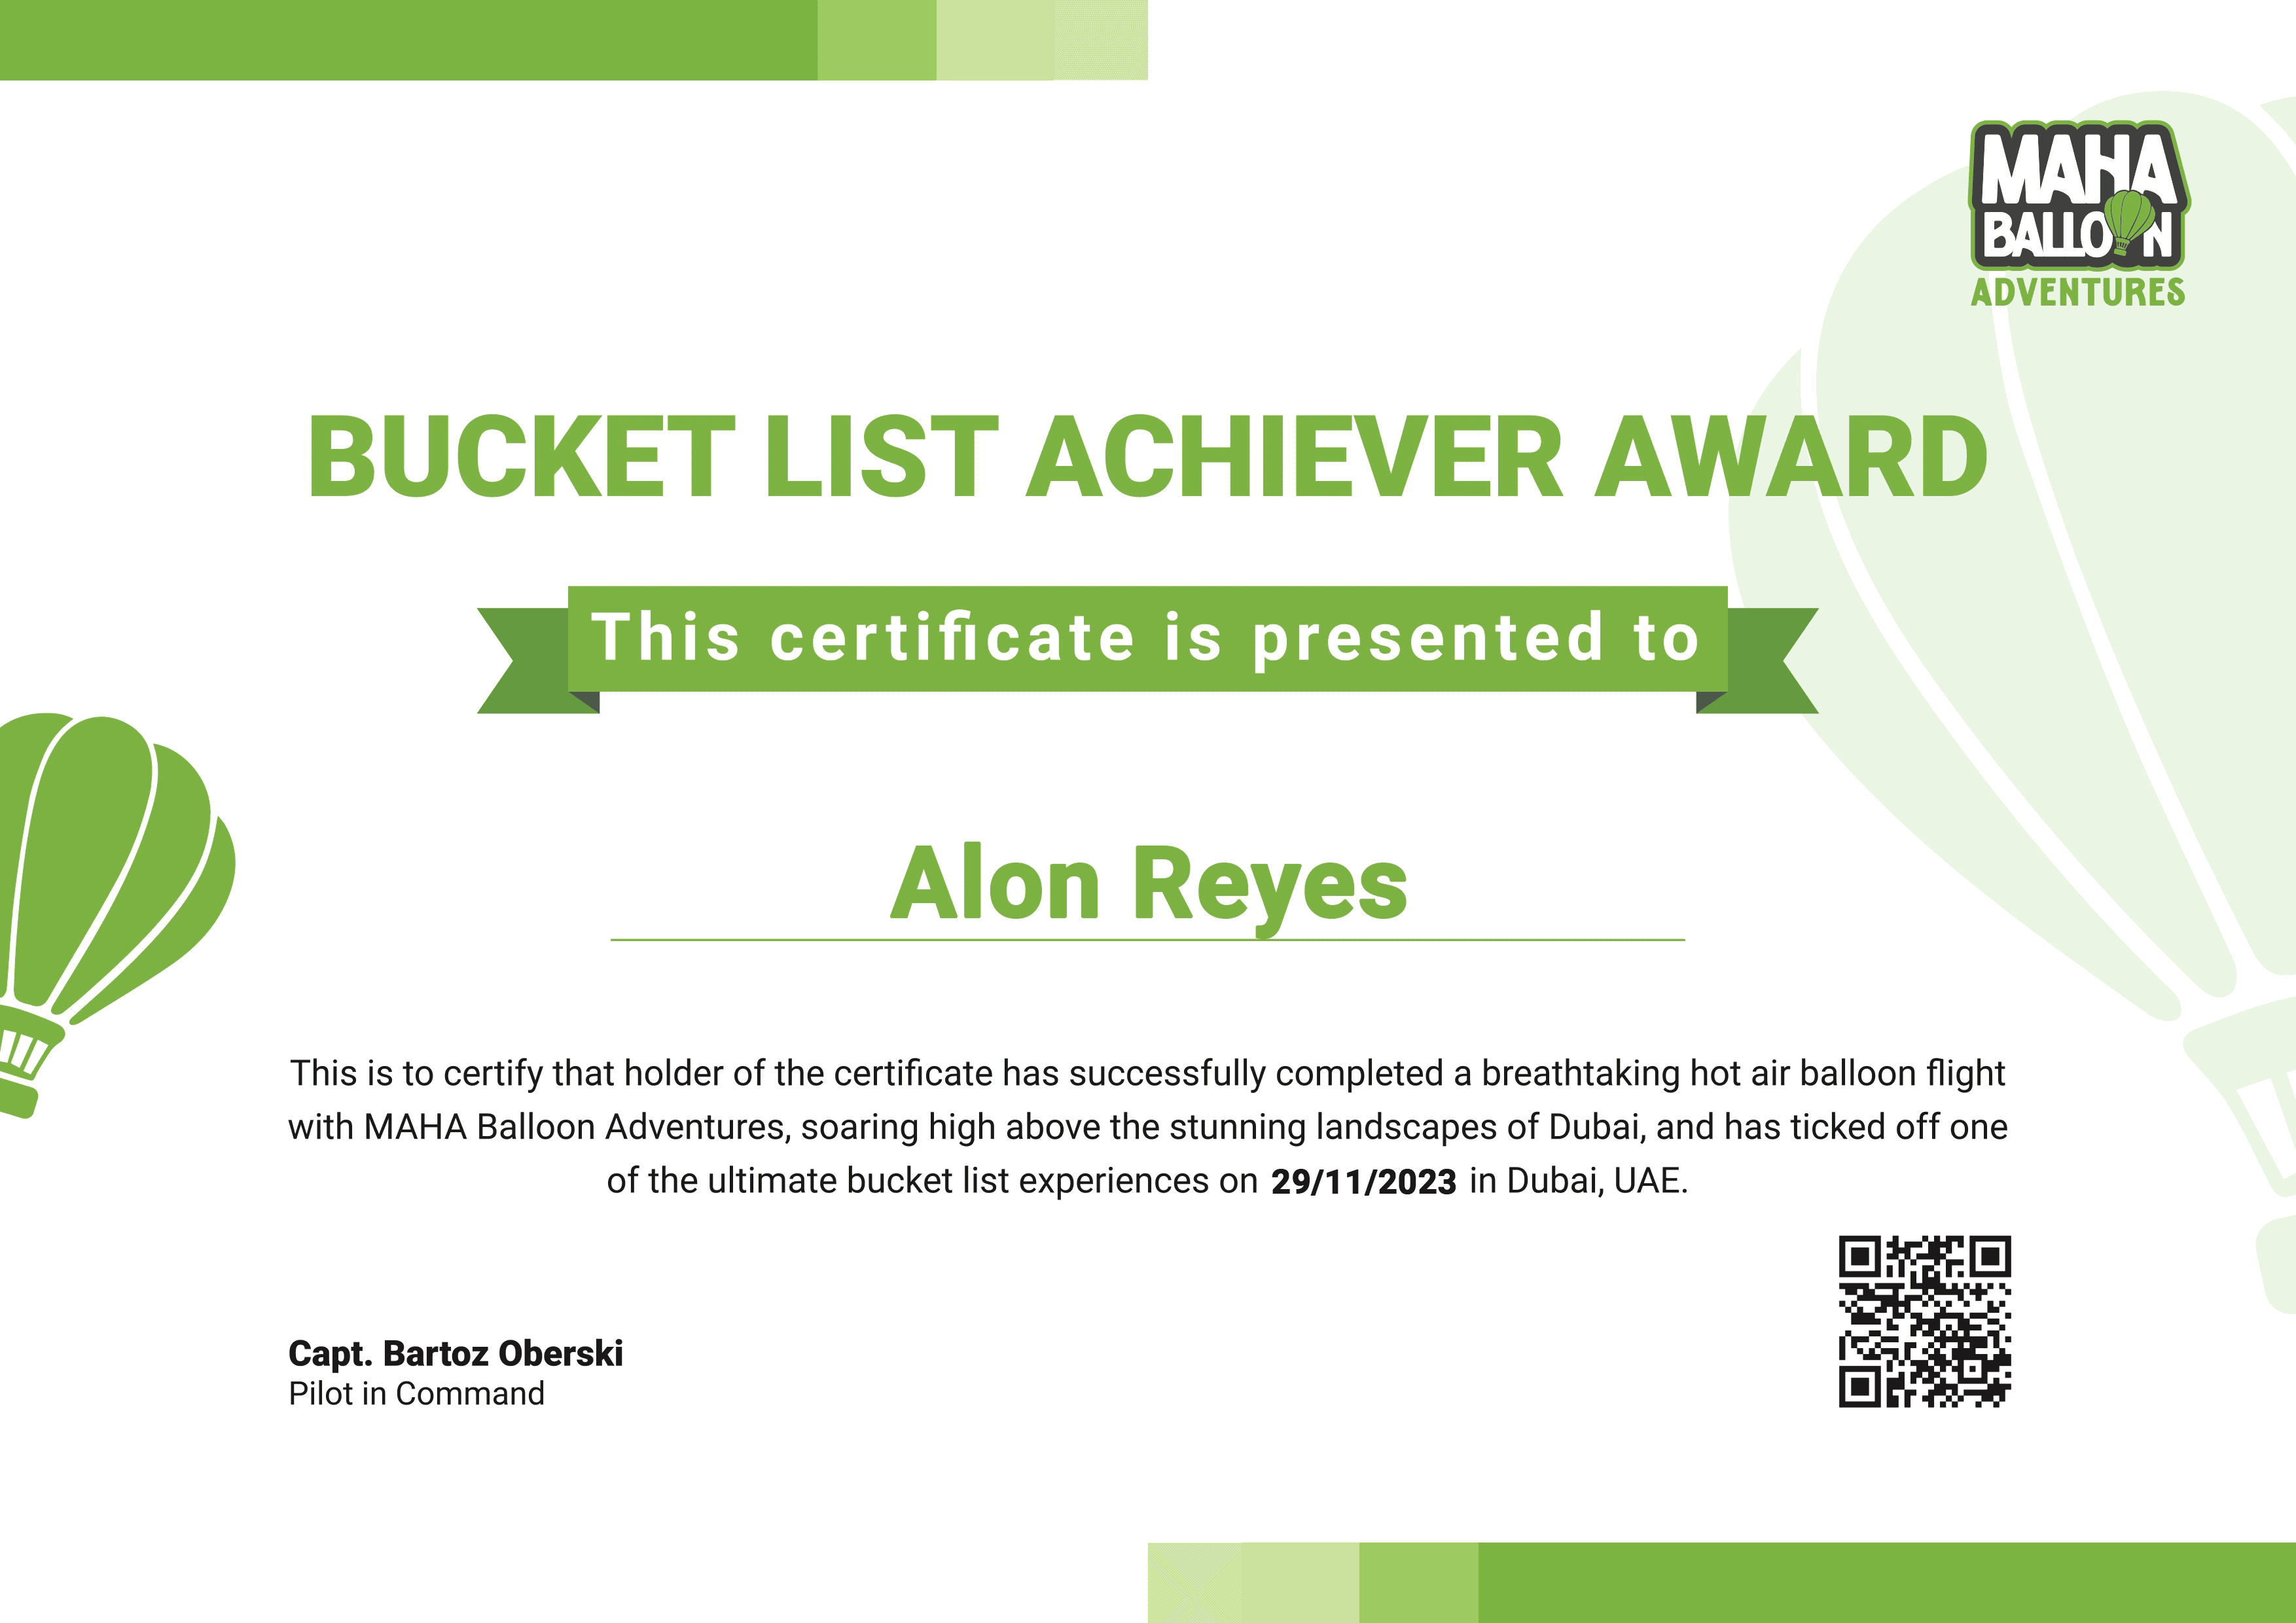 MAHA
BALLOON
ADVENTURES
BUCKET LIST ACHIEVER AWARD
This certificate is presented to
Alon Reyes
This is to certify that holder of the certificate has successfully completed a breathtaking hot air balloon flight
with MAHA Balloon Adventures, soaring high above the stunning landscapes of Dubai, and has ticked off one
of the ultimate bucket list experiences on 29/11/2023 in Dubai, UAE.
Capt. Bartoz Oberski
Pilot in Command